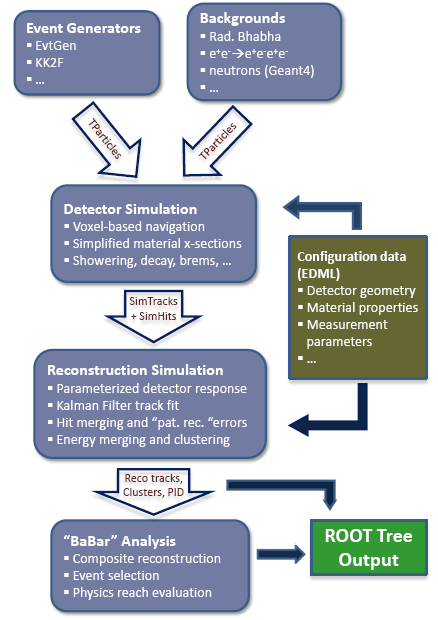 Event Generators
▪ EvtGen
▪ KK2F
▪ ...
Backgrounds
▪ Rad. Bhabha
▪ e⁺e⁻→e⁺e⁻e⁺e⁻
▪ neutrons (Geant4)
▪ ...
TParticles
TParticles
Detector Simulation
▪ Voxel-based navigation
▪ Simplified material x-sections
▪ Showering, decay, brems, ...
Configuration data
(EDML)
▪ Detector geometry
▪ Material properties
▪ Measurement
parameters
▪ ...
SimTracks
+ SimHits
Reconstruction Simulation
▪ Parameterized detector response
▪ Kalman Filter track fit
▪ Hit merging and “pat. rec. “errors
▪ Energy merging and clustering
Reco tracks,
Clusters, PID
“BaBar” Analysis
▪ Composite reconstruction
▪ Event selection
▪ Physics reach evaluation
ROOT Tree
Output